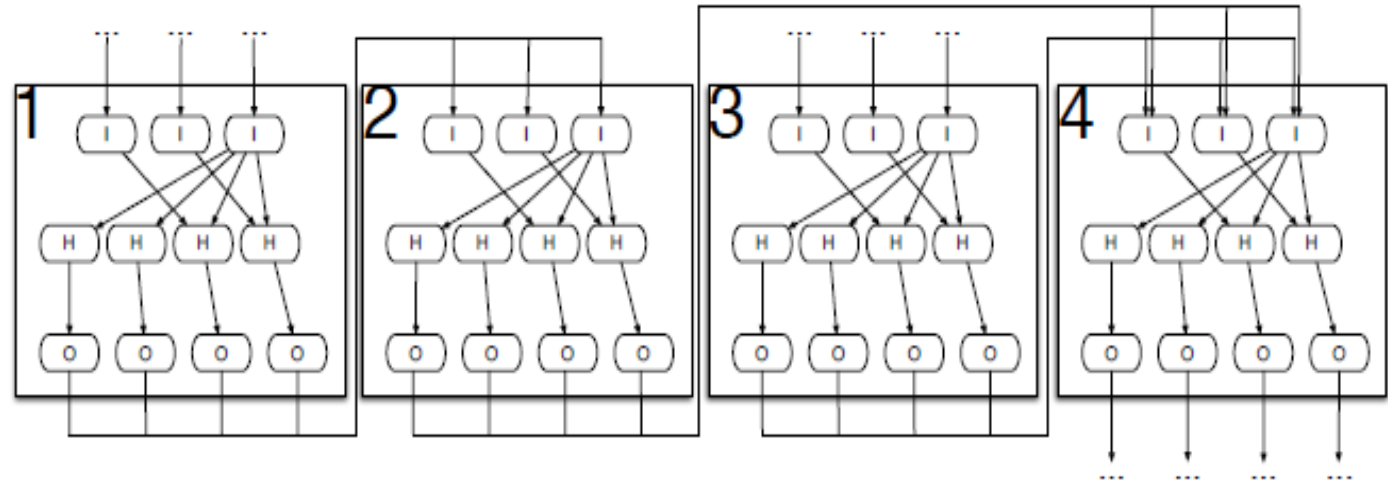 --- --- --- --- --- ---
1 2 3 4
I I I I I I I I I I I I
H H H H H H H H H H H H H H H H
O O O O O O O O O O O O O O O O
--- --- --- ---